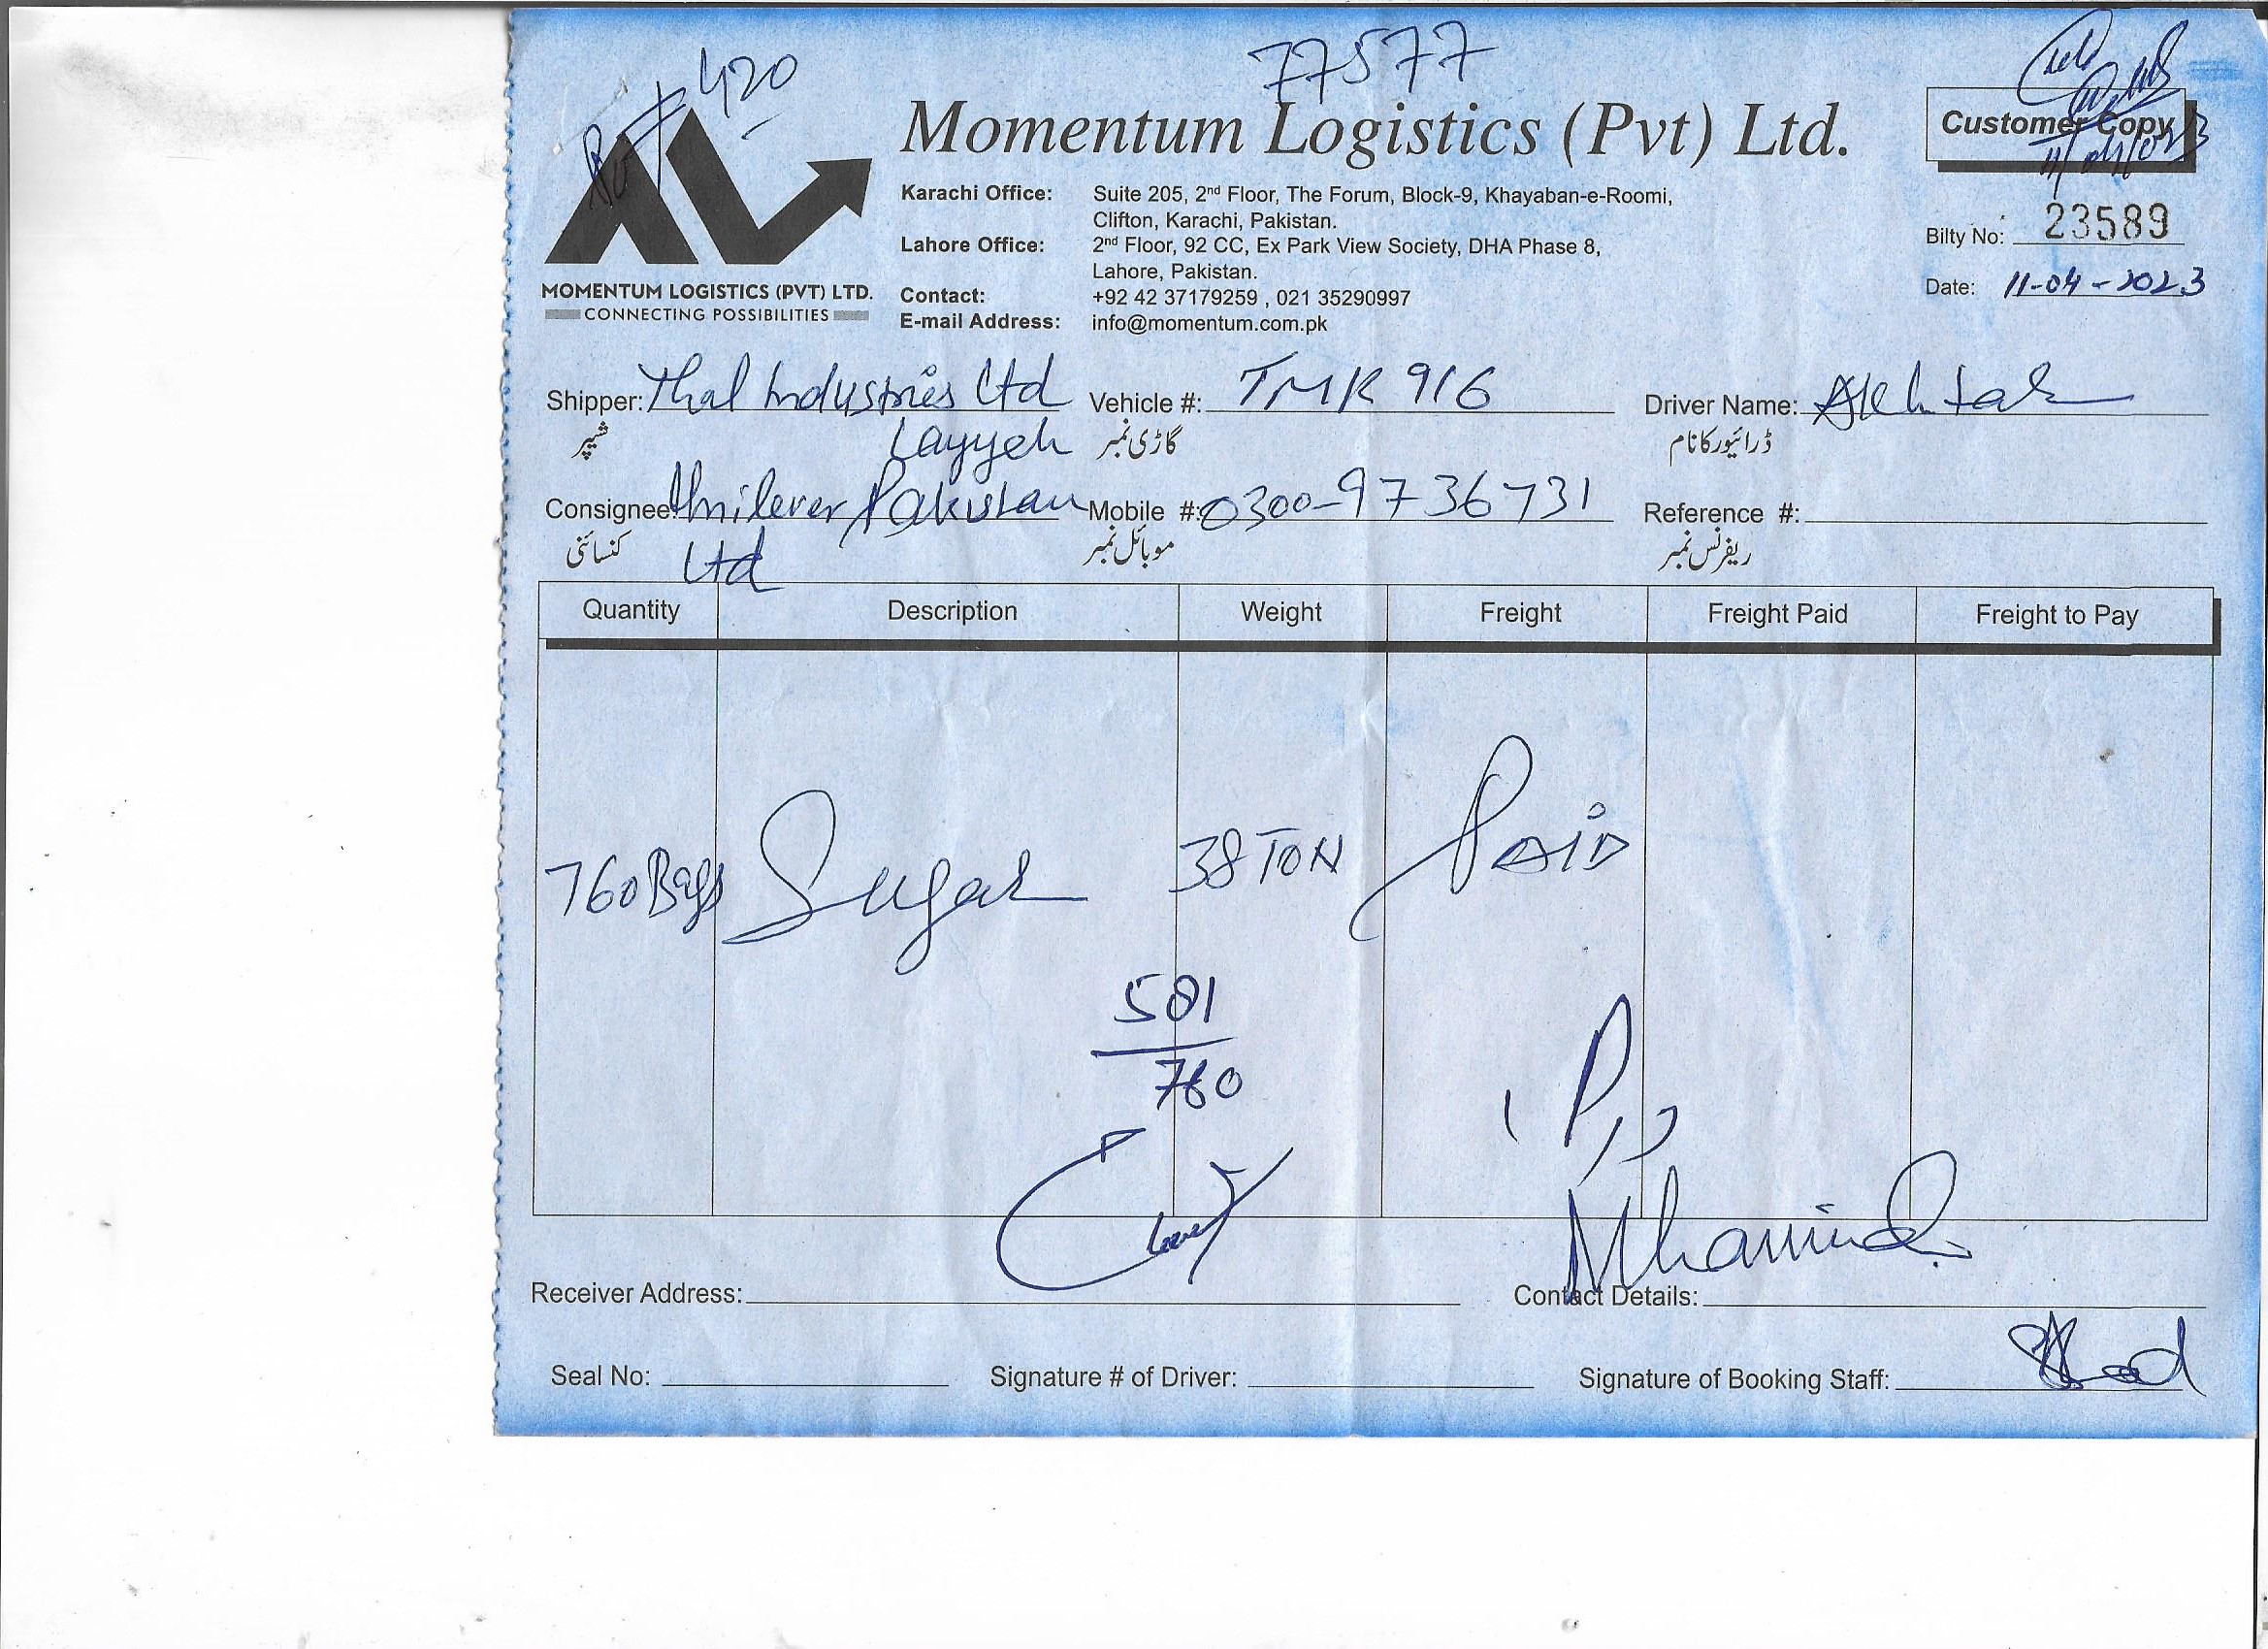 77577
420
Momentum Logistics (Pvt) Ltd.
Customer Copy
Karachi Office: Suite 205, 2nd Floor, The Forum, Block-9, Khayaban-e-Roomi,
Clifton, Karachi, Pakistan.
Lahore Office: 2nd Floor, 92 CC, Ex Park View Society, DHA Phase 8,
Lahore, Pakistan.
Contact: +92 42 37179259 , 021 35290997
E-mail Address: info@momentum.com.pk
MOMENTUM LOGISTICS (PVT) LTD.
CONNECTING POSSIBILITIES
Bilty No: 23589
Date: 11-04-2023
Shipper: Thal Industries Ltd Vehicle #: TMK 916 Driver Name: Akhtar
شیپر Layyeh گاڑی نمبر ڈرائیور کا نام
Consignee: Unilever Pakistan Mobile #: 0300-9736731 Reference #:
کنسائنی Ltd موبائل نمبر ریفرنس نمبر
Quantity Description Weight Freight Freight Paid Freight to Pay
760 Bags Sugar 38 TON PAID
501
760
Receiver Address: Contact Details:
Seal No: Signature # of Driver: Signature of Booking Staff: